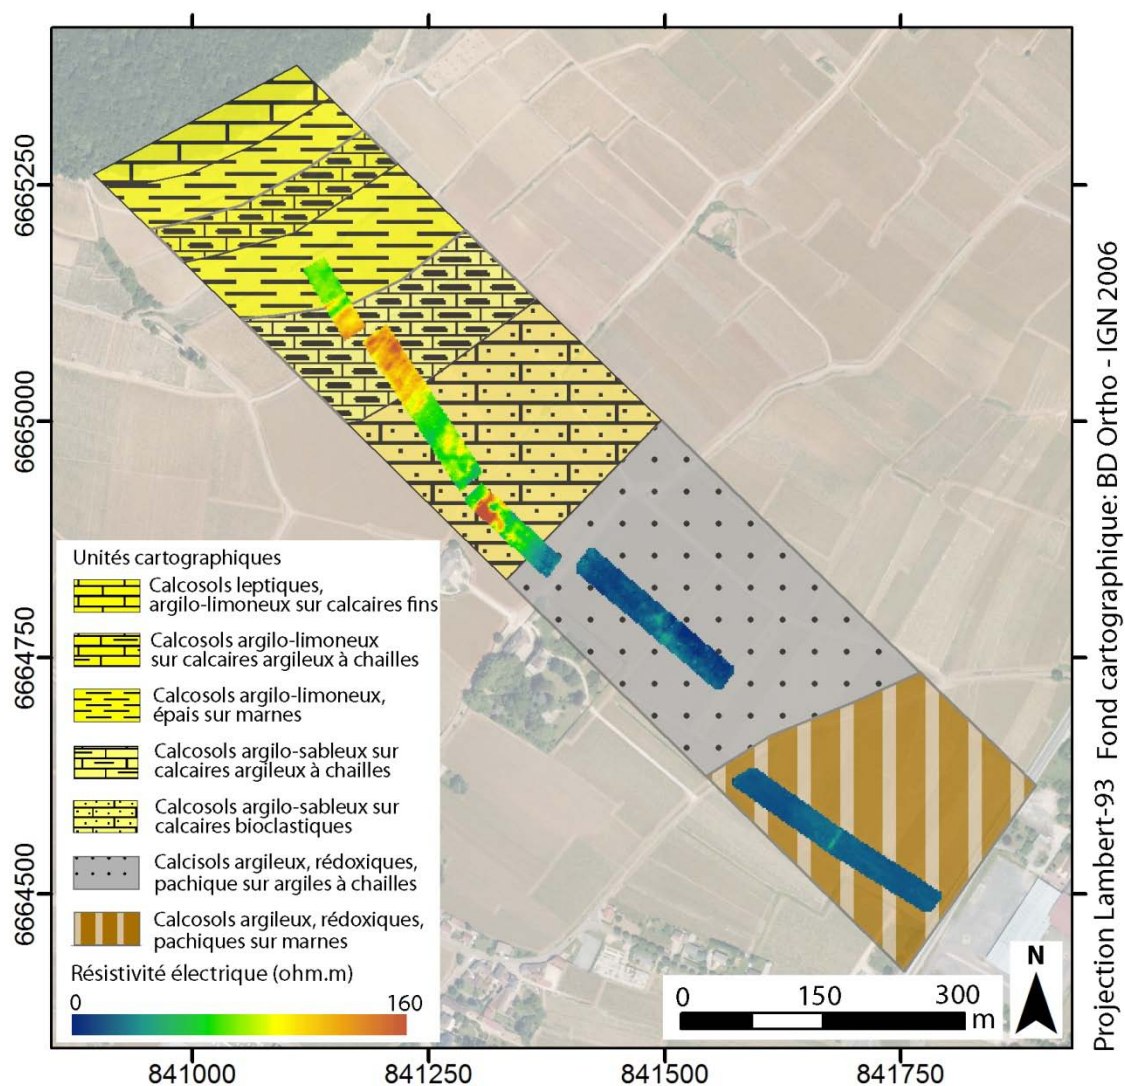 6665250
6665000
6664750
6664500
Unités cartographiques
Calcosols leptiques,
argilo-limoneux sur calcaires fins
Calcosols argilo-limoneux
sur calcaires argileux à chailles
Calcosols argilo-limoneux,
épais sur marnes
Calcosols argilo-sableux sur
calcaires argileux à chailles
Calcosols argilo-sableux sur
calcaires bioclastiques
Calcisols argileux, rédoxiques,
pachique sur argiles à chailles
Calcosols argileux, rédoxiques,
pachiques sur marnes
Résistivité électrique (ohm.m)
0 160
0 150 300
m
N
841000 841250 841500 841750
Projection Lambert-93 Fond cartographique: BD Ortho - IGN 2006